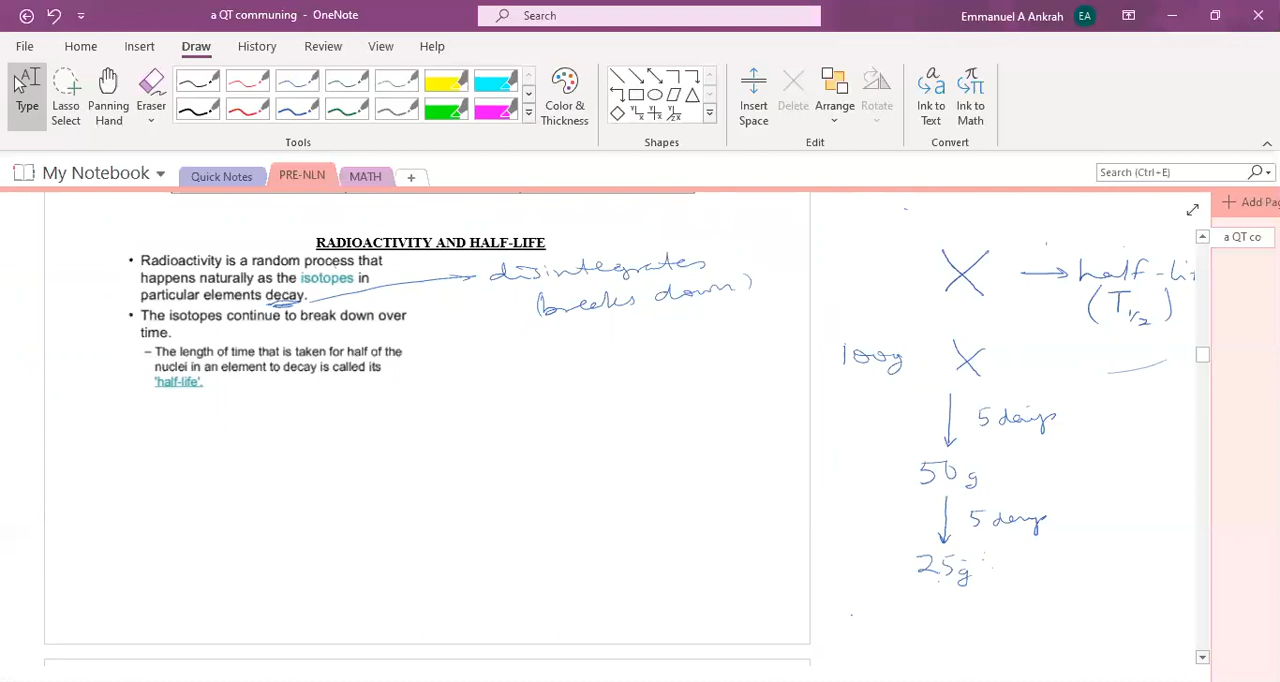 a QT communing - OneNote
Search
Emmanuel A Ankrah
EA
File Home Insert Draw History Review View Help
Type
Lasso Select
Panning Hand
Eraser
Color & Thickness
Insert Space
Delete
Arrange
Rotate
Ink to Text
Ink to Math
Tools
Shapes
Edit
Convert
My Notebook
Quick Notes
PRE-NLN
MATH
Search (Ctrl+E)
Add Pag
a QT co
RADIOACTIVITY AND HALF-LIFE
• Radioactivity is a random process that
happens naturally as the isotopes in
particular elements decay.
disintegrates
(breaks down)
• The isotopes continue to break down over
time.
– The length of time that is taken for half of the
nuclei in an element to decay is called its
'half-life'.
X → half-li
(T1/2)
100g X
5 days
50g
5 days
25g